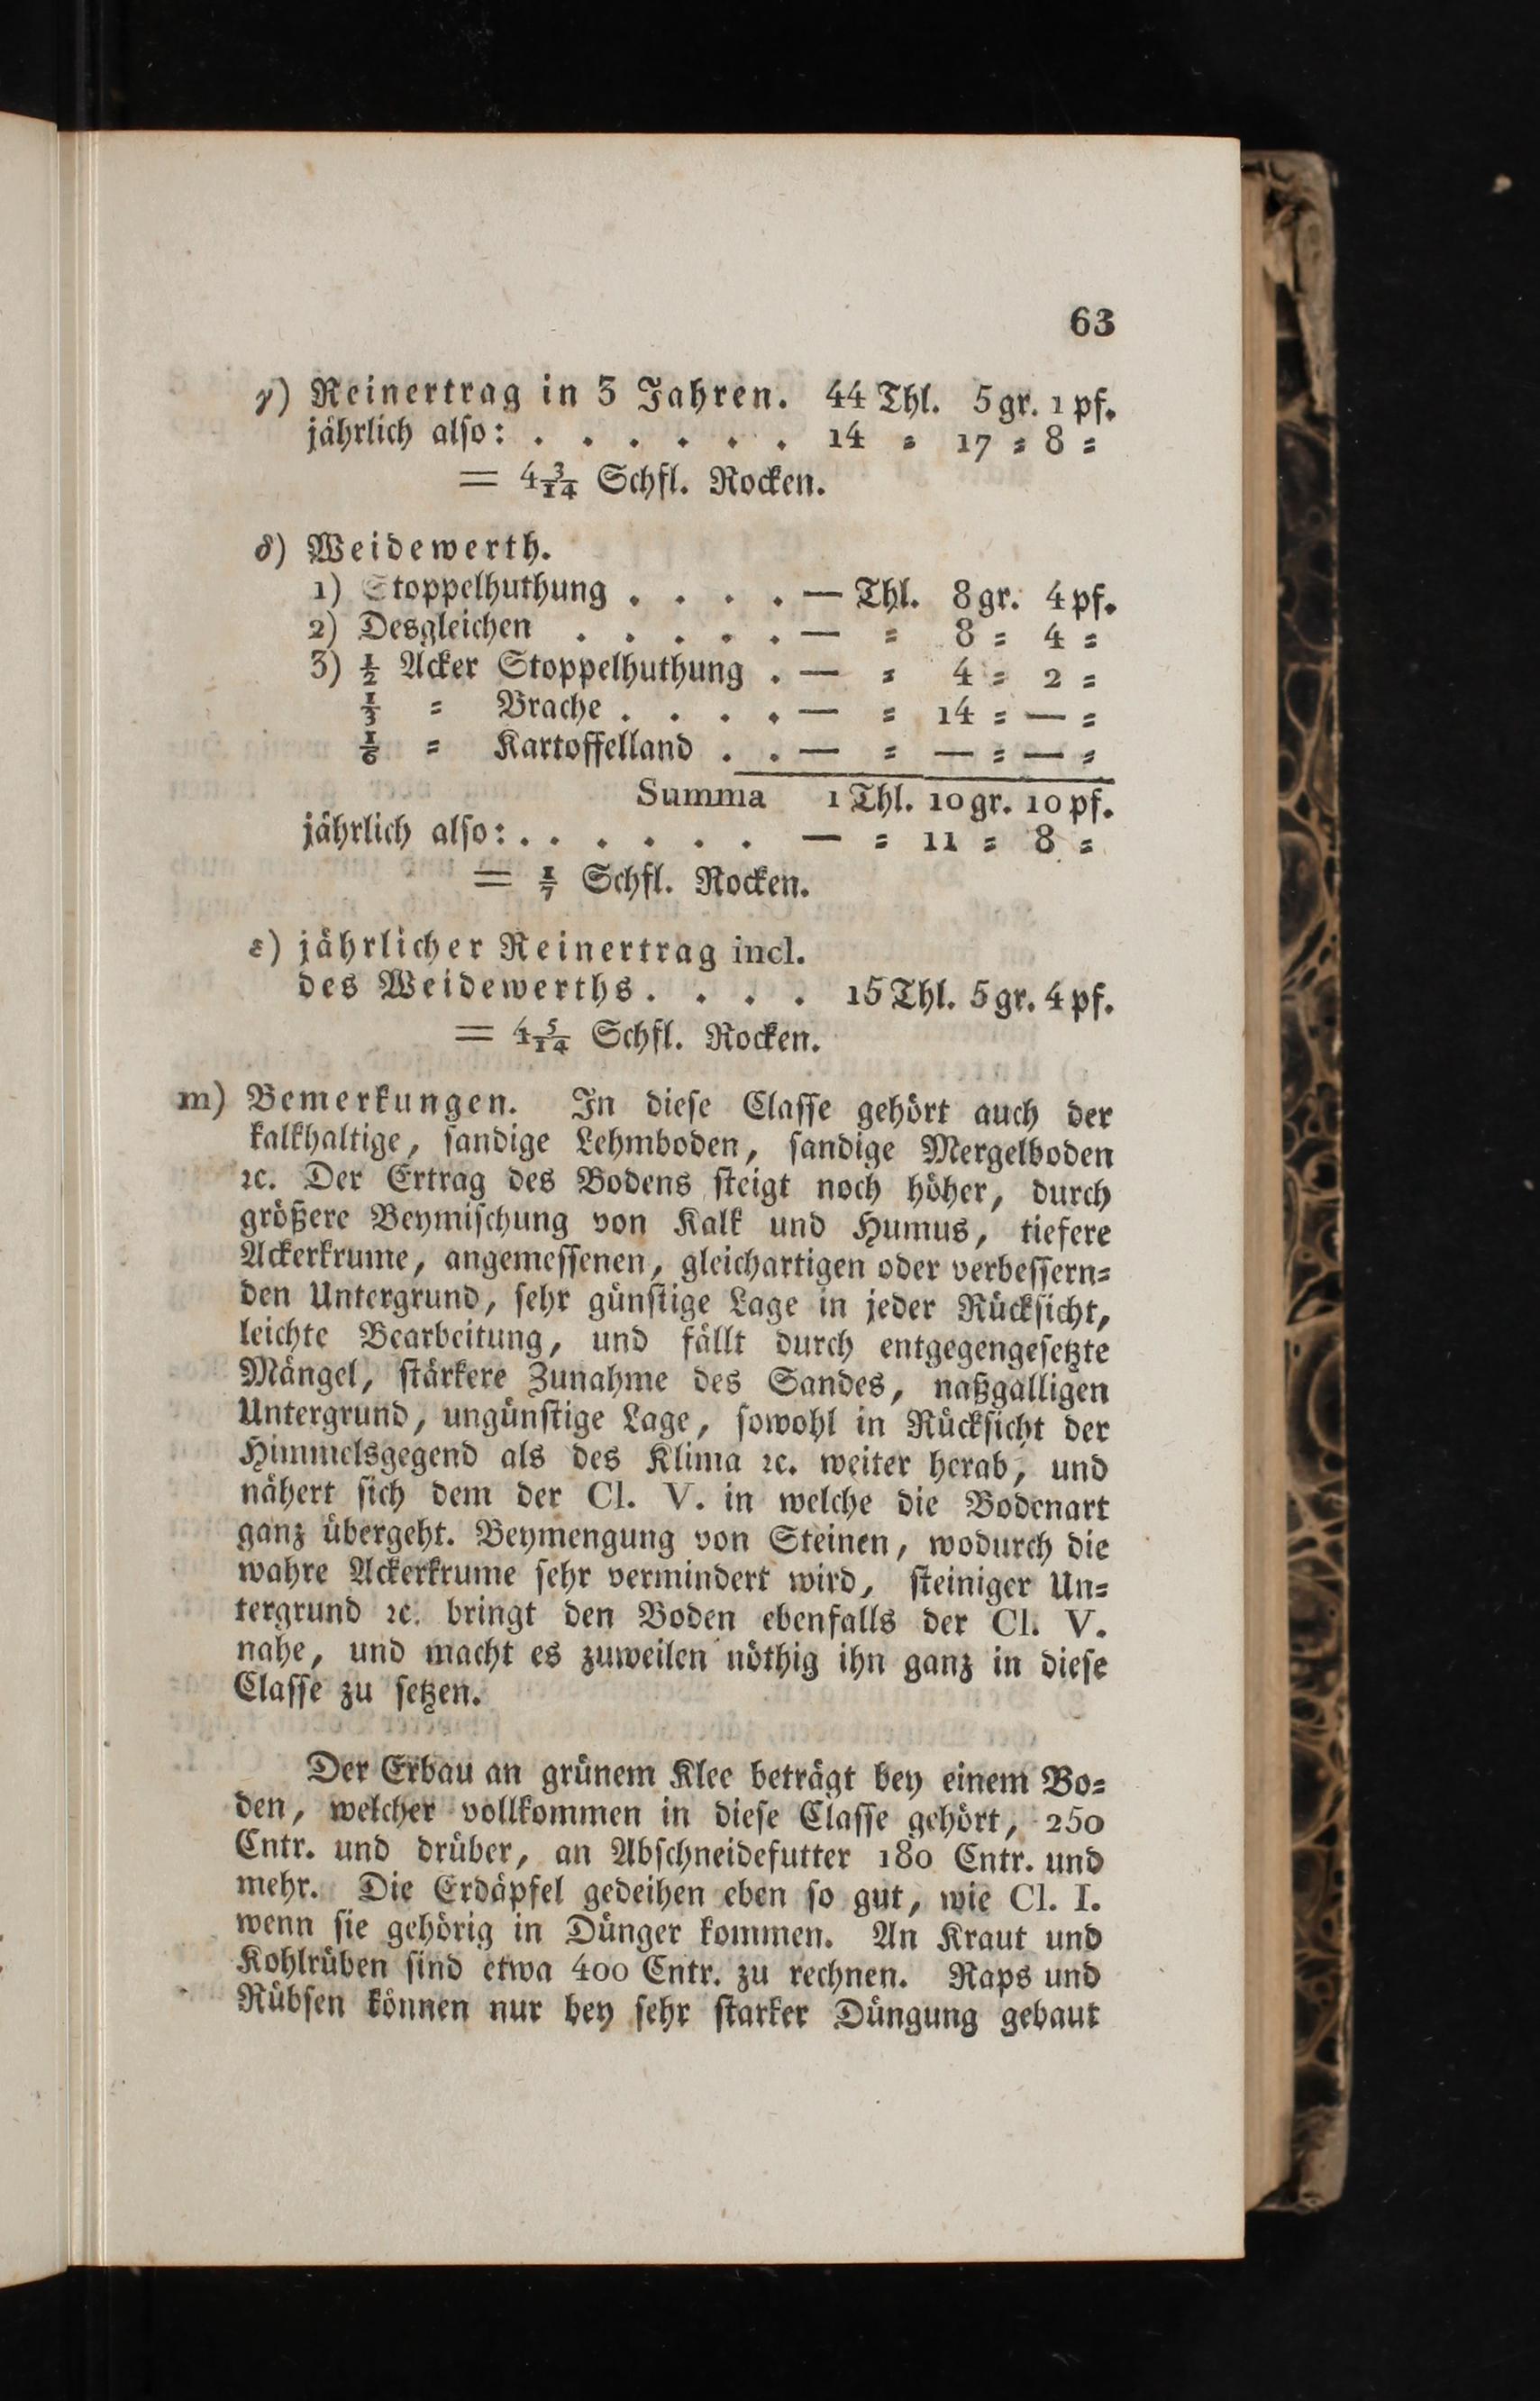 63
γ) Reinertrag in 3 Jahren. 44 Thl. 5 gr. 1 pf.
jährlich also: . . . . . . 14 = 17 = 8 =
= 4 3/14 Schfl. Rocken.
δ) Weidewerth.
1) Stoppelhuthung . . . . — Thl. 8 gr. 4 pf.
2) Desgleichen . . . . . — = 8 = 4 =
3) 1/2 Acker Stoppelhuthung . — = 4 = 2 =
1/3 = Brache . . . . — = 14 = — =
1/6 = Kartoffelland . . — = — = — =
Summa 1 Thl. 10 gr. 10 pf.
jährlich also: . . . . . . — = 11 = 8 =
= 1/7 Schfl. Rocken.
ε) jährlicher Reinertrag incl.
des Weidewerths. . . . 15 Thl. 5 gr. 4 pf.
= 4 5/14 Schfl. Rocken.
m) Bemerkungen. In diese Classe gehört auch der
kalkhaltige, sandige Lehmboden, sandige Mergelboden
ꝛc. Der Ertrag des Bodens steigt noch höher, durch
größere Beymischung von Kalk und Humus, tiefere
Ackerkrume, angemessenen, gleichartigen oder verbessern=
den Untergrund, sehr günstige Lage in jeder Rücksicht,
leichte Bearbeitung, und fällt durch entgegengesetzte
Mängel, stärkere Zunahme des Sandes, naßgalligen
Untergrund, ungünstige Lage, sowohl in Rücksicht der
Himmelsgegend als des Klima ꝛc. weiter herab, und
nähert sich dem der Cl. V. in welche die Bodenart
ganz übergeht. Beymengung von Steinen, wodurch die
wahre Ackerkrume sehr vermindert wird, steiniger Un=
tergrund ꝛc. bringt den Boden ebenfalls der Cl. V.
nahe, und macht es zuweilen nöthig ihn ganz in diese
Classe zu setzen.
Der Erbau an grünem Klee beträgt bey einem Bo=
den, welcher vollkommen in diese Classe gehört, 250
Cntr. und drüber, an Abschneidefutter 180 Cntr. und
mehr. Die Erdäpfel gedeihen eben so gut, wie Cl. I.
wenn sie gehörig in Dünger kommen. An Kraut und
Kohlrüben sind etwa 400 Cntr. zu rechnen. Raps und
Rübsen können nur bey sehr starker Düngung gebaut